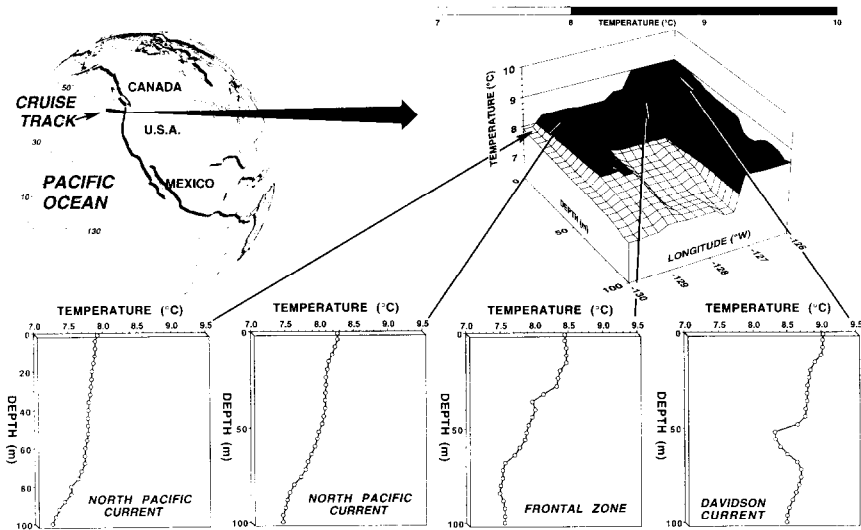 7 8 9 10
TEMPERATURE (°C)
CANADA
CRUISE
TRACK
U.S.A.
MEXICO
PACIFIC
OCEAN
50
30
10
130
TEMPERATURE (°C)
10
9
8
7
0
DEPTH (m)
50
100
LONGITUDE (°W)
-130
-129
-128
-127
-126
TEMPERATURE (°C)
7.0 7.5 8.0 8.5 9.0 9.5
DEPTH (m)
0
20
40
60
80
100
NORTH PACIFIC
CURRENT
TEMPERATURE (°C)
7.0 7.5 8.0 8.5 9.0 9.5
DEPTH (m)
0
50
100
NORTH PACIFIC
CURRENT
TEMPERATURE (°C)
7.0 7.5 8.0 8.5 9.0 9.5
DEPTH (m)
0
50
100
FRONTAL ZONE
TEMPERATURE (°C)
7.0 7.5 8.0 8.5 9.0 9.5
DEPTH (m)
0
50
100
DAVIDSON
CURRENT